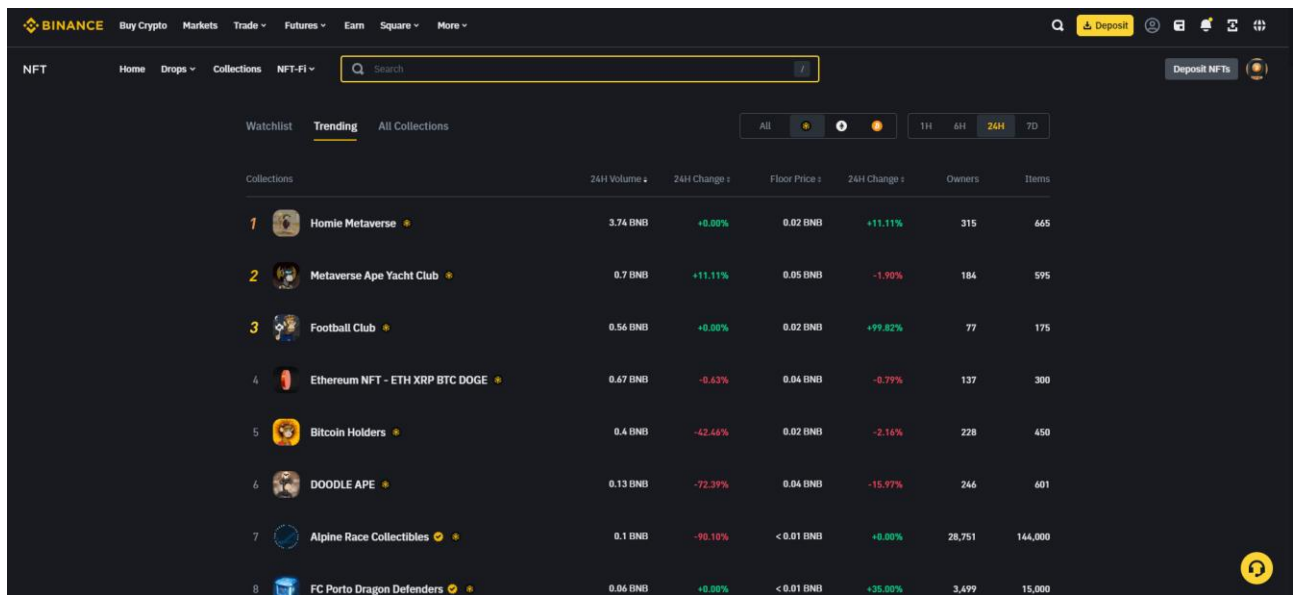 BINANCE Buy Crypto Markets Trade Futures Earn Square More Deposit
NFT Home Drops Collections NFT-Fi Search / Deposit NFTs
Watchlist Trending All Collections All 1H 6H 24H 7D
Collections 24H Volume 24H Change Floor Price 24H Change Owners Items
1 Homie Metaverse 3.74 BNB +0.00% 0.02 BNB +11.11% 315 665
2 Metaverse Ape Yacht Club 0.7 BNB +11.11% 0.05 BNB -1.90% 184 595
3 Football Club 0.56 BNB +0.00% 0.02 BNB +99.82% 77 175
4 Ethereum NFT - ETH XRP BTC DOGE 0.67 BNB -0.63% 0.04 BNB -0.79% 137 300
5 Bitcoin Holders 0.4 BNB -42.46% 0.02 BNB -2.16% 228 450
6 DOODLE APE 0.13 BNB -72.39% 0.04 BNB -15.97% 246 601
7 Alpine Race Collectibles 0.1 BNB -90.10% < 0.01 BNB +0.00% 28,751 144,000
8 FC Porto Dragon Defenders 0.06 BNB +0.00% < 0.01 BNB +35.00% 3,499 15,000